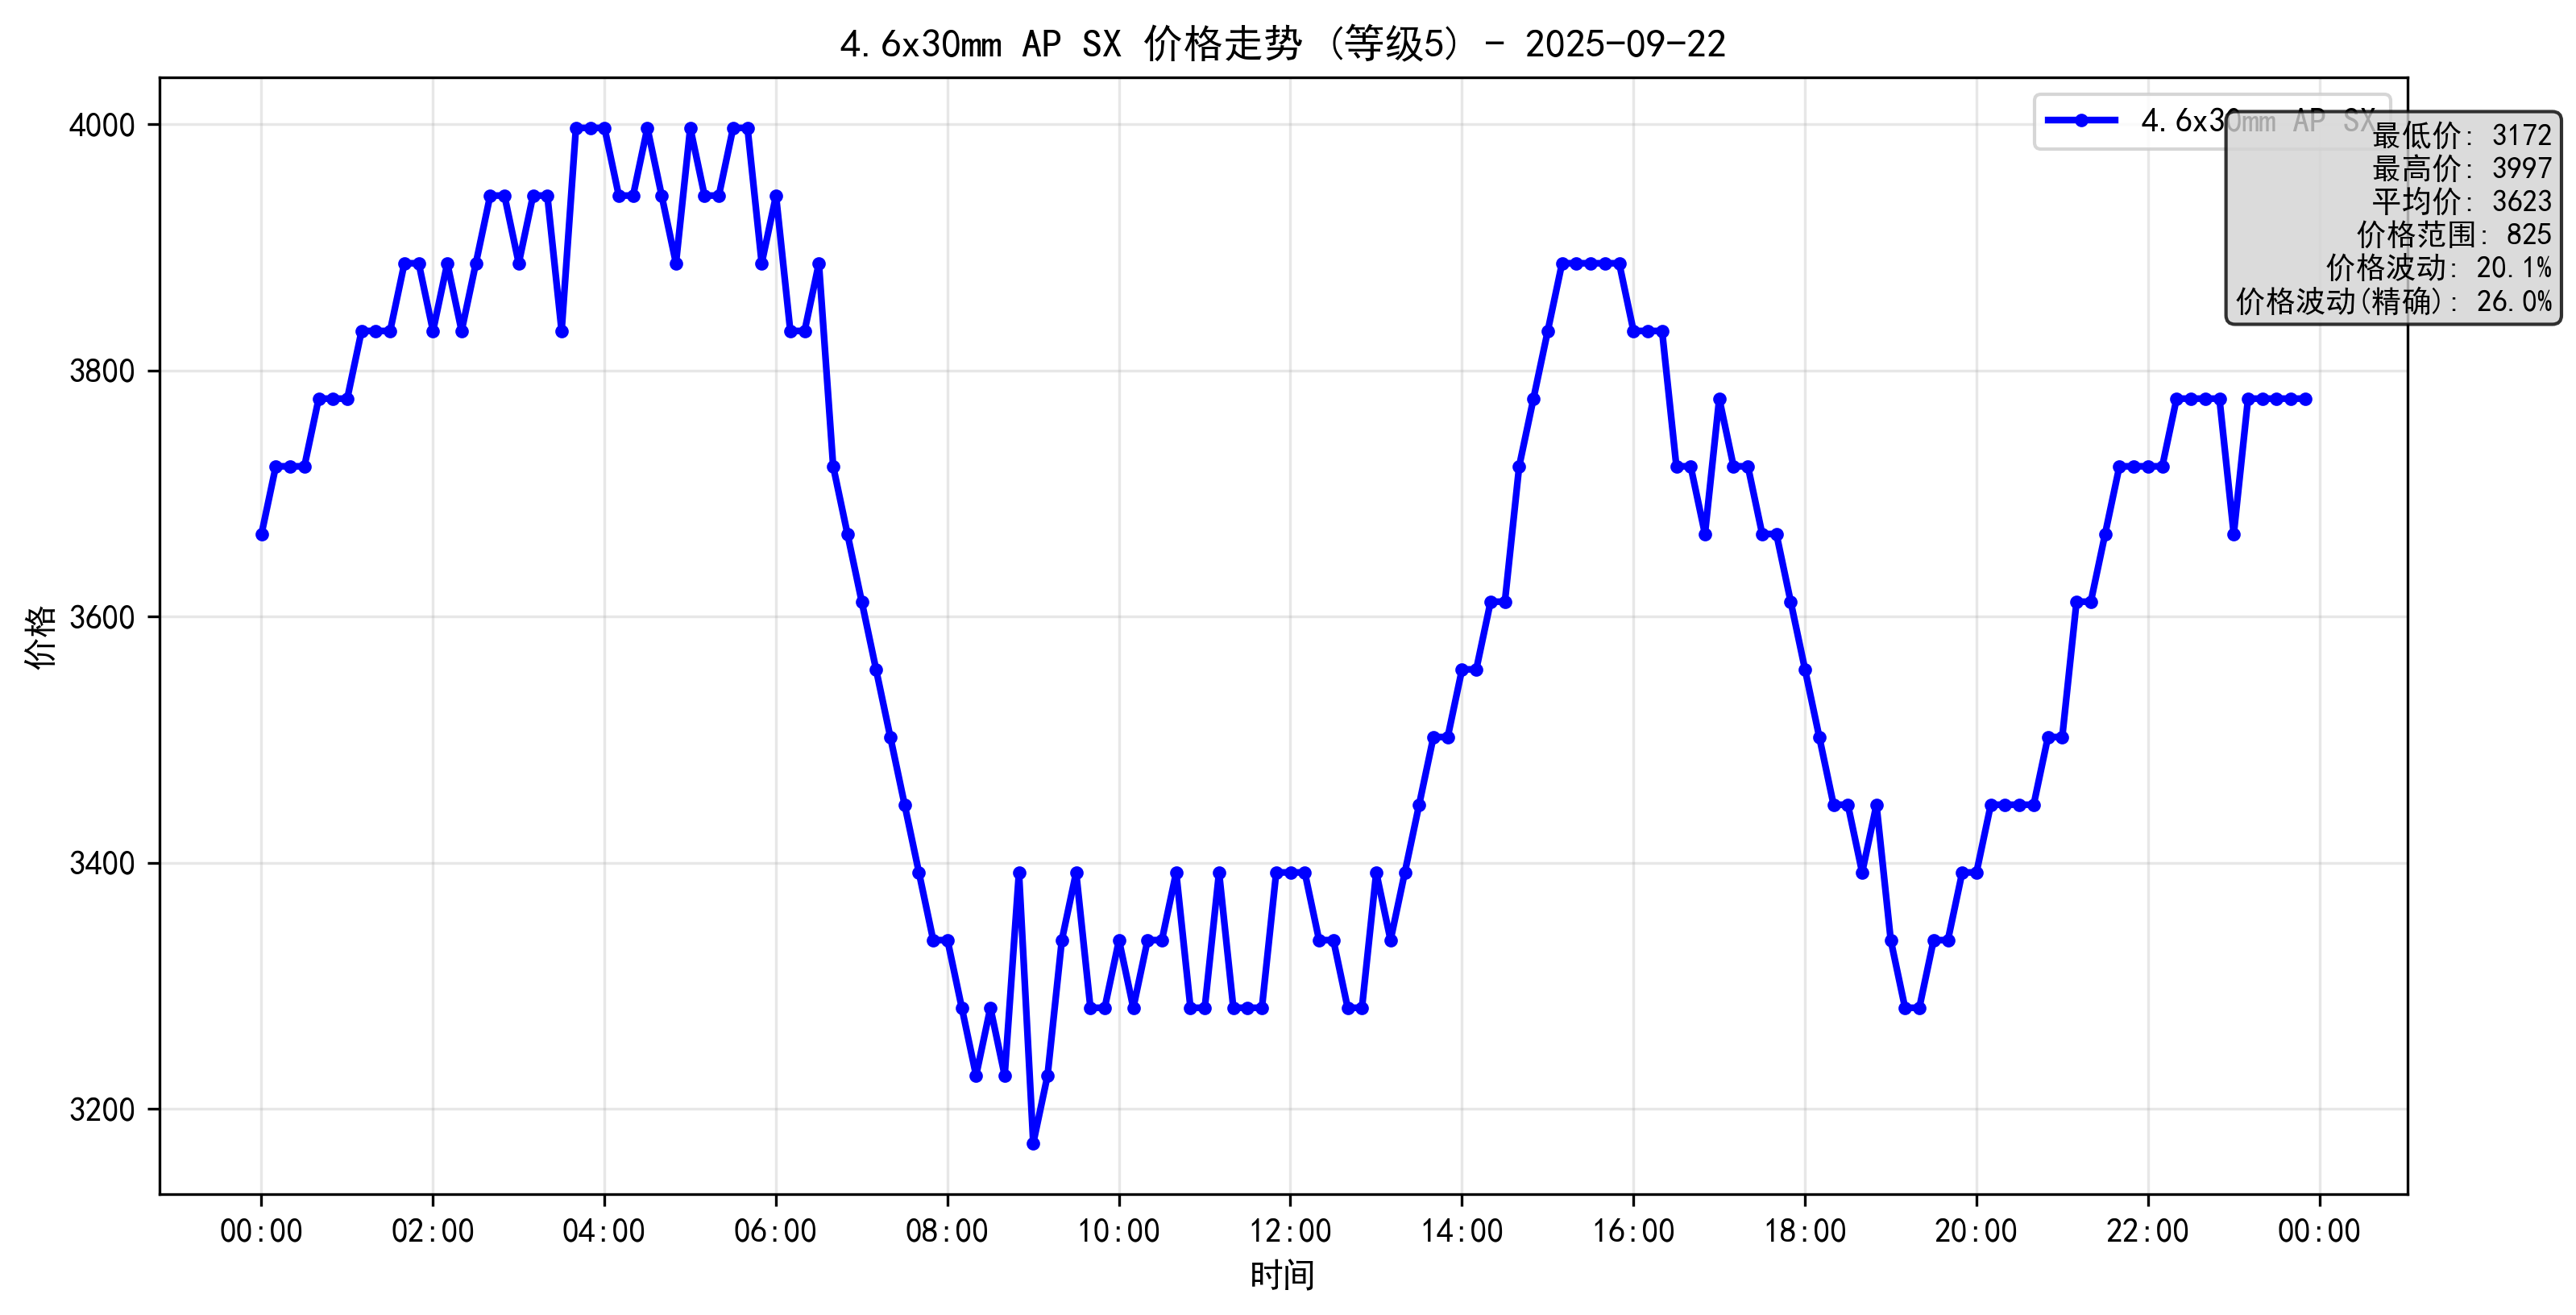 4.6x30mm AP SX 价格走势 (等级5) - 2025-09-22
4.6x30mm AP SX
最低价: 3172
最高价: 3997
平均价: 3623
价格范围: 825
价格波动: 20.1%
价格波动(精确): 26.0%
价格
4000
3800
3600
3400
3200
00:00 02:00 04:00 06:00 08:00 10:00 12:00 14:00 16:00 18:00 20:00 22:00 00:00
时间